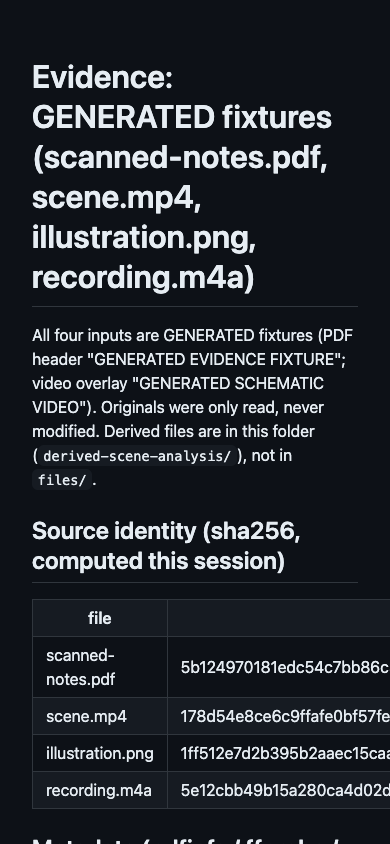 Evidence:
GENERATED fixtures
(scanned-notes.pdf,
scene.mp4,
illustration.png,
recording.m4a)
All four inputs are GENERATED fixtures (PDF
header "GENERATED EVIDENCE FIXTURE";
video overlay "GENERATED SCHEMATIC
VIDEO"). Originals were only read, never
modified. Derived files are in this folder
( derived-scene-analysis/ ), not in
files/ .
Source identity (sha256,
computed this session)
file
scanned-
notes.pdf 5b124970181edc54c7bb86c
scene.mp4 178d54e8ce6c9ffafe0bf57fe
illustration.png 1ff512e7d2b395b2aaec15caa
recording.m4a 5e12cbb49b15a280ca4d02d